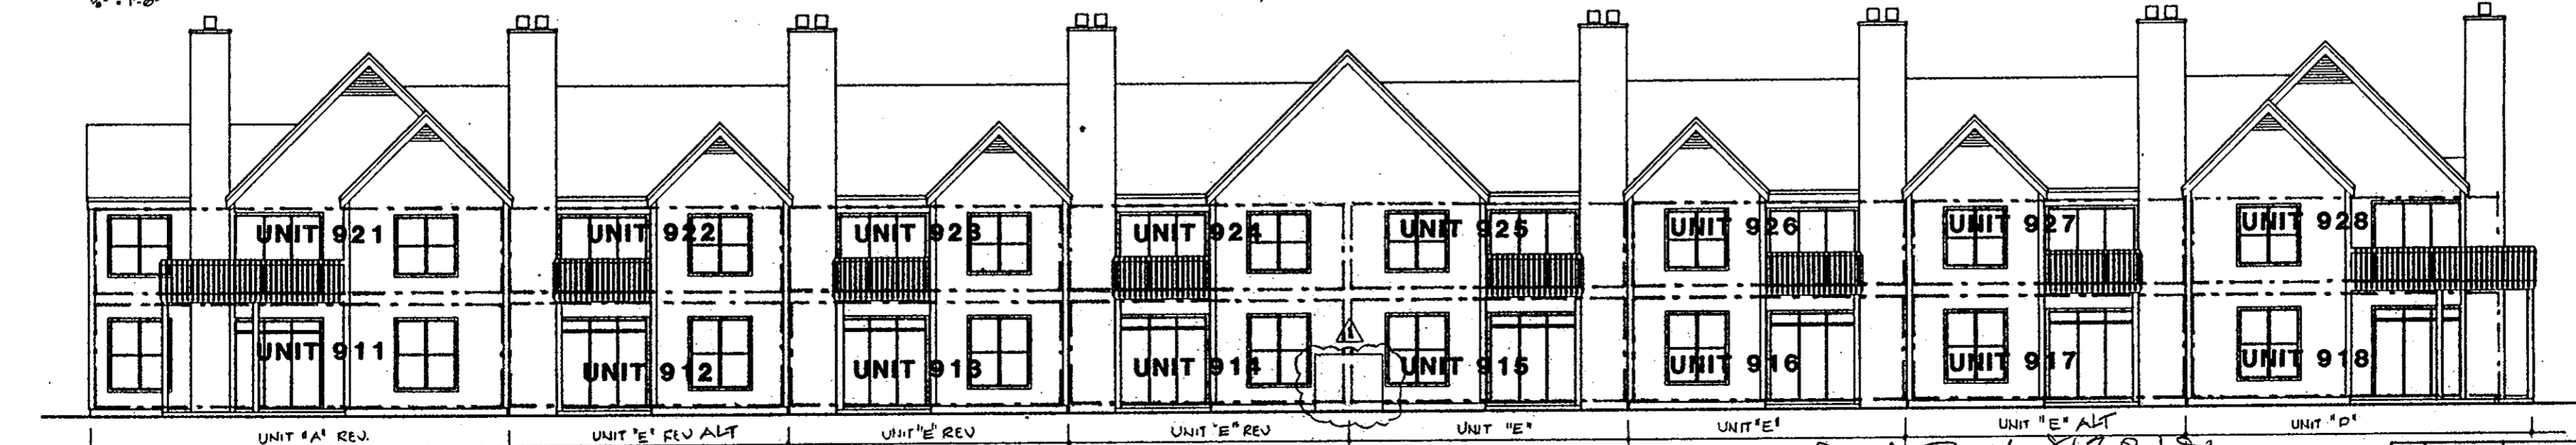 UNIT 921 UNIT 922 UNIT 923 UNIT 924 UNIT 925 UNIT 926 UNIT 927 UNIT 928
1
UNIT 911 UNIT 912 UNIT 913 UNIT 914 UNIT 915 UNIT 916 UNIT 917 UNIT 918
UNIT "A" REV. UNIT "E" REV ALT UNIT "E" REV UNIT "E" REV UNIT "E" UNIT "E" UNIT "E" ALT UNIT "D"